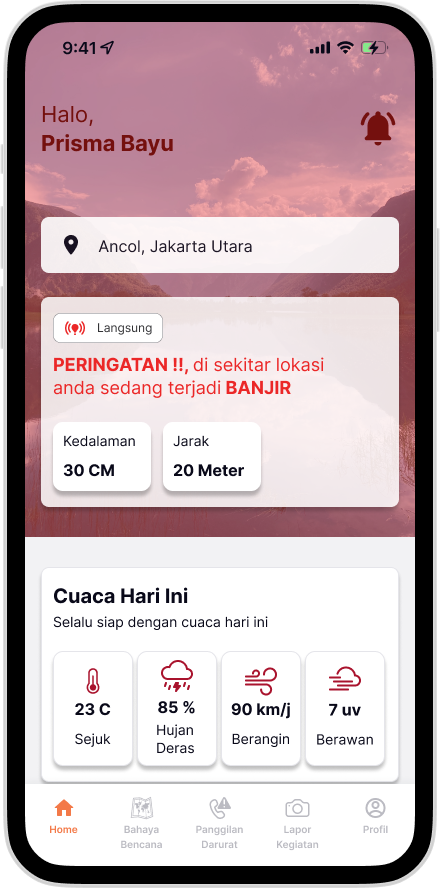 9:41
Halo,
Prisma Bayu
Ancol, Jakarta Utara
Langsung
PERINGATAN !!, di sekitar lokasi
anda sedang terjadi BANJIR
Kedalaman
30 CM
Jarak
20 Meter
Cuaca Hari Ini
Selalu siap dengan cuaca hari ini
23 C
Sejuk
85 %
Hujan
Deras
90 km/j
Berangin
7 uv
Berawan
Home
Bahaya
Bencana
Panggilan
Darurat
Lapor
Kegiatan
Profil